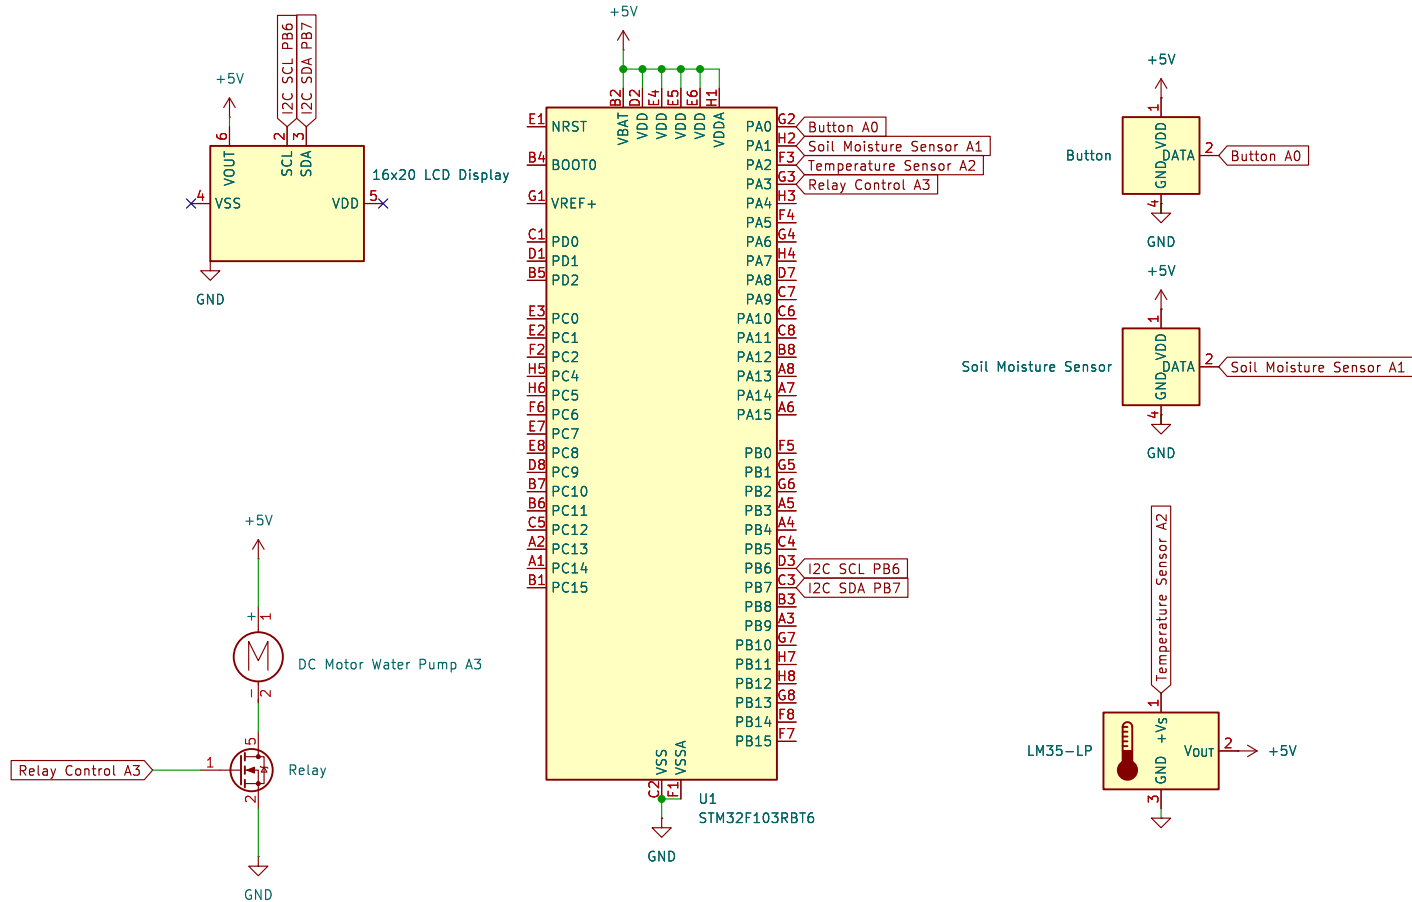 +5V
I2C SCL PB6
I2C SDA PB7
6
2
3
VOUT
SCL
SDA
16x20 LCD Display
4
VSS
VDD
5
GND
+5V
B2
D2
E4
E5
E6
H1
VBAT
VDD
VDD
VDD
VDD
VDDA
E1 NRST
B4 BOOT0
G1 VREF+
C1 PD0
D1 PD1
B5 PD2
E3 PC0
E2 PC1
F2 PC2
H5 PC4
H6 PC5
F6 PC6
E7 PC7
E8 PC8
D8 PC9
B7 PC10
B6 PC11
C5 PC12
A2 PC13
A1 PC14
B1 PC15
PA0 G2 Button A0
PA1 H2 Soil Moisture Sensor A1
PA2 F3 Temperature Sensor A2
PA3 G3 Relay Control A3
PA4 H3
PA5 F4
PA6 G4
PA7 H4
PA8 D7
PA9 C7
PA10 C6
PA11 C8
PA12 B8
PA13 A8
PA14 A7
PA15 A6
PB0 F5
PB1 G5
PB2 G6
PB3 A5
PB4 A4
PB5 C4
PB6 D3 I2C SCL PB6
PB7 C3 I2C SDA PB7
PB8 B3
PB9 A3
PB10 G7
PB11 H7
PB12 H8
PB13 G8
PB14 F8
PB15 F7
VSS
VSSA
C2
F1
U1
STM32F103RBT6
GND
+5V
1
VDD
Button
DATA 2 Button A0
GND
4
GND
+5V
1
VDD
Soil Moisture Sensor
DATA 2 Soil Moisture Sensor A1
GND
4
GND
Temperature Sensor A2
1
+Vs
LM35-LP
VOUT 2 +5V
GND
3
+5V
+ 1
M
DC Motor Water Pump A3
- 2
5
Relay Control A3 1
Relay
2
GND